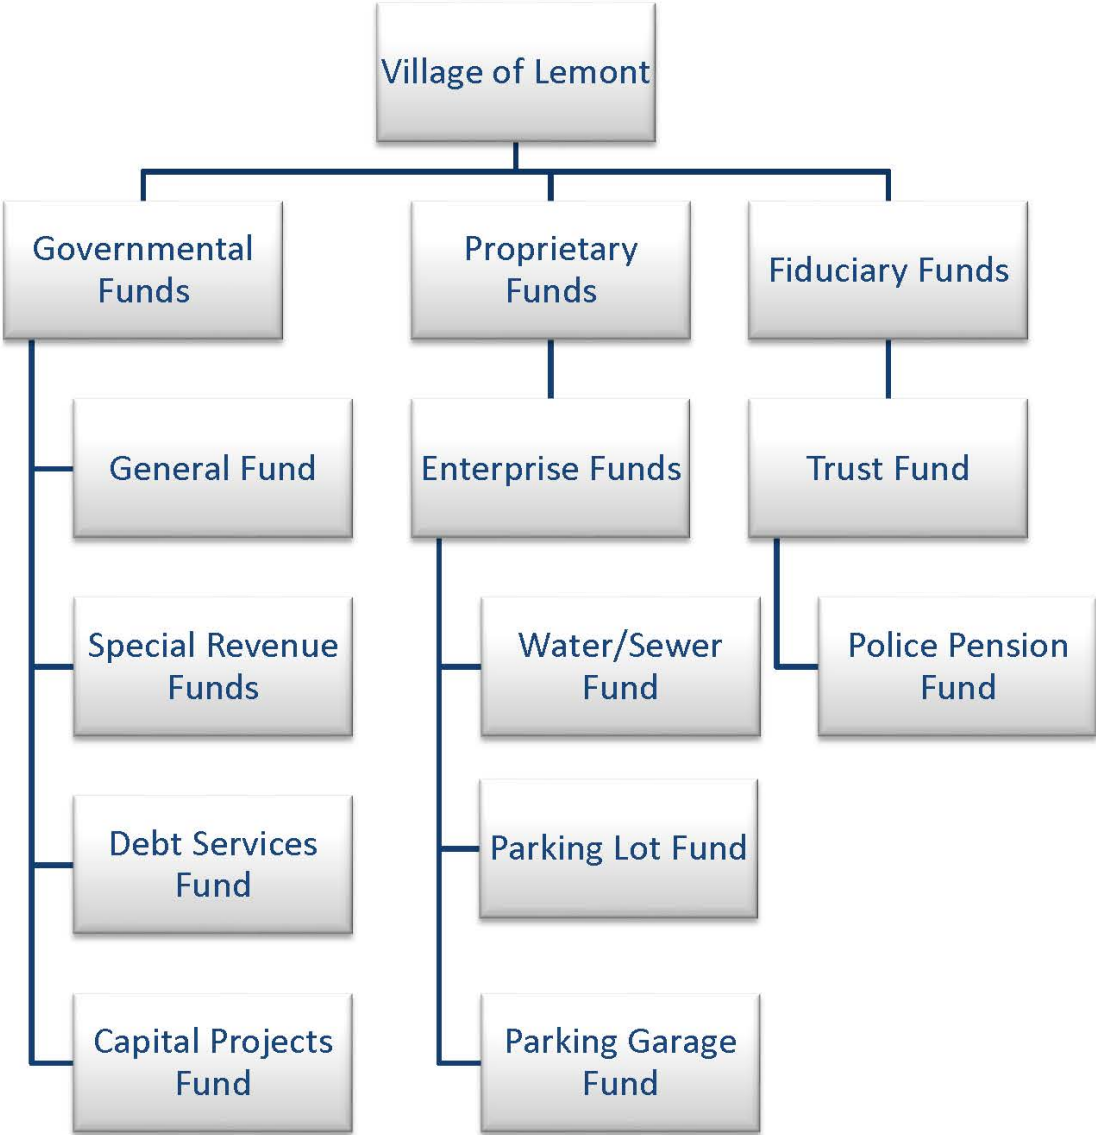 Village of Lemont
Governmental
Funds
Proprietary
Funds
Fiduciary Funds
General Fund
Enterprise Funds
Trust Fund
Special Revenue
Funds
Water/Sewer
Fund
Police Pension
Fund
Debt Services
Fund
Parking Lot Fund
Capital Projects
Fund
Parking Garage
Fund